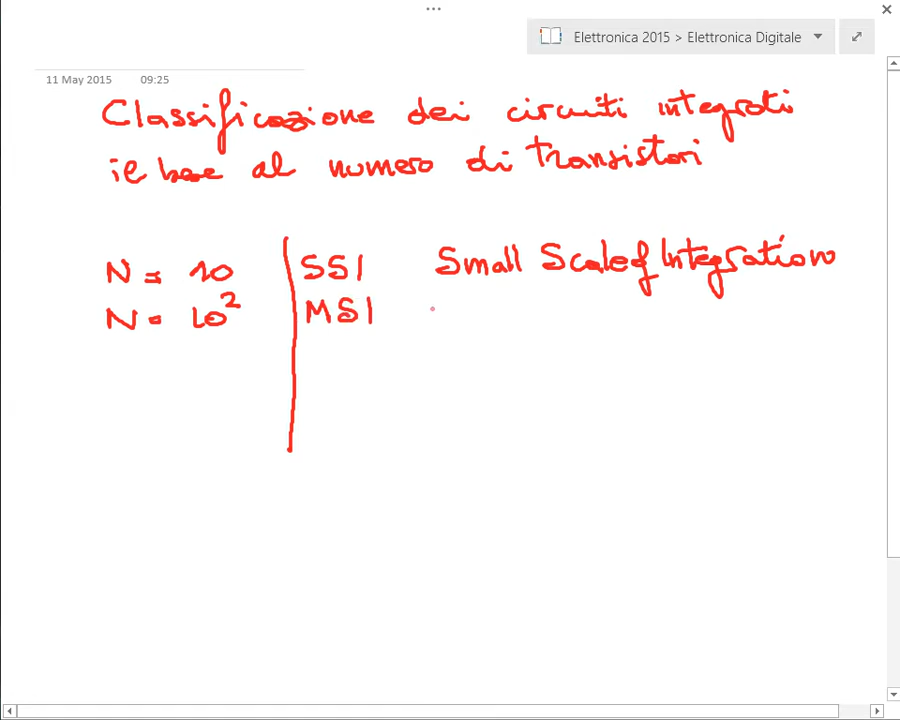 Elettronica 2015 > Elettronica Digitale
11 May 2015 09:25
Classificazione dei circuiti integrati
in base al numero di transistori
N = 10 SSI Small Scale of Integration
N = 10² MSI